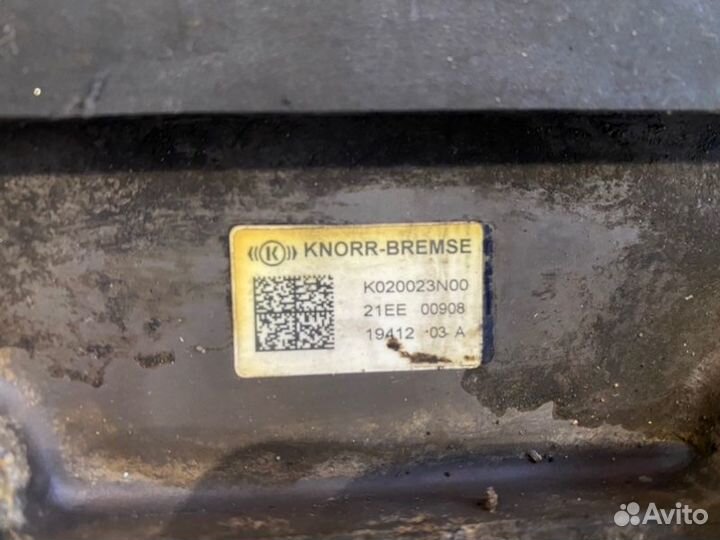 KNORR-BREMSE
K020023N00
21EE 00908
19412 03 A
Avito